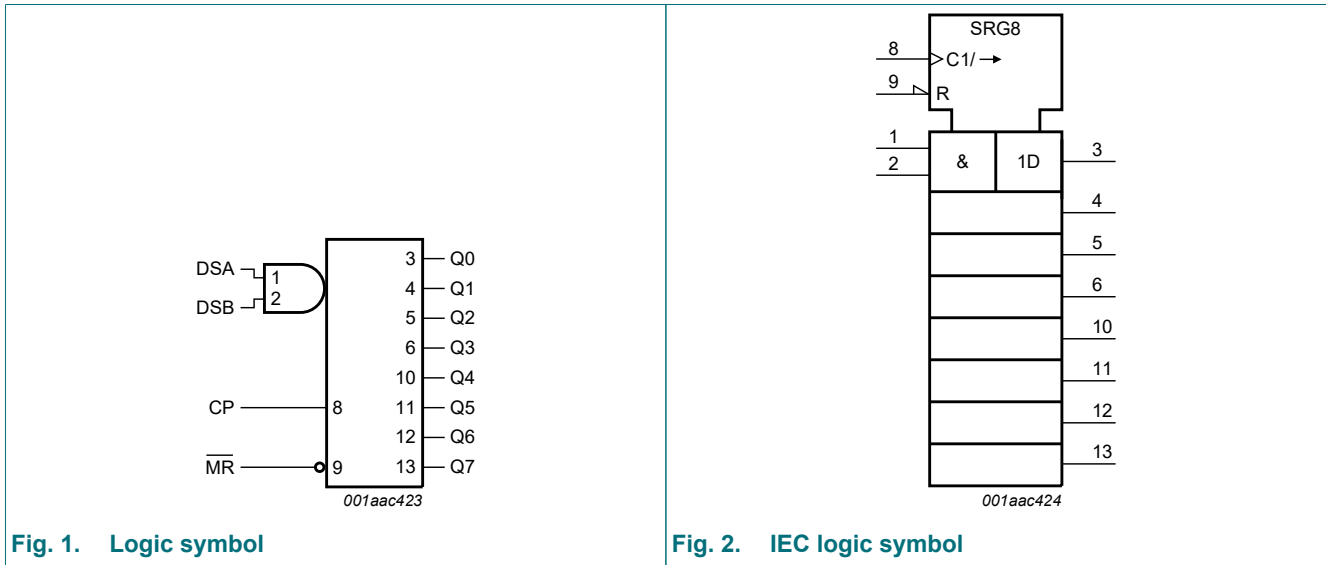 DSA
DSB
1
2
CP
8
MR
9
3 Q0
4 Q1
5 Q2
6 Q3
10 Q4
11 Q5
12 Q6
13 Q7
001aac423
Fig. 1. Logic symbol
SRG8
8 C1/ →
9 R
1
2
& 1D 3
4
5
6
10
11
12
13
001aac424
Fig. 2. IEC logic symbol